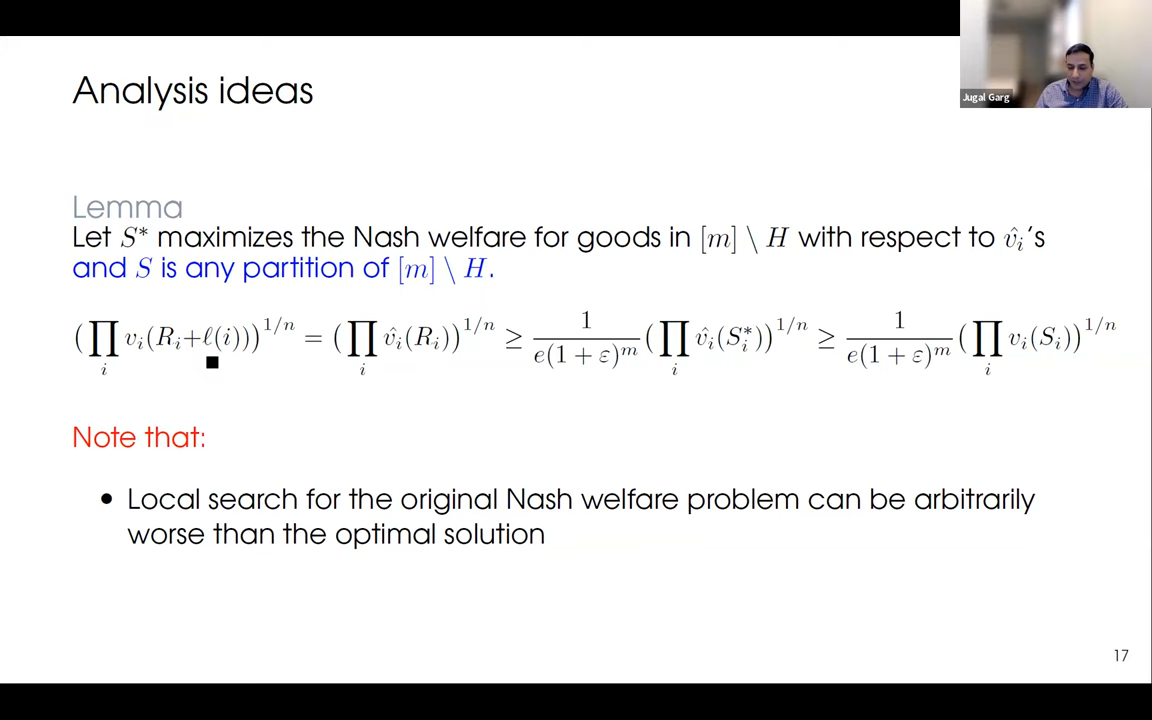 Jugal Garg
Analysis ideas
Lemma
Let S* maximizes the Nash welfare for goods in [m] \ H with respect to v̂ᵢ´s
and S is any partition of [m] \ H.
(∏ᵢ vᵢ(Rᵢ+ℓ(i)))^{1/n} = (∏ᵢ v̂ᵢ(Rᵢ))^{1/n} ≥ 1/(e(1 + ε)^m) (∏ᵢ v̂ᵢ(Sᵢ*))^{1/n} ≥ 1/(e(1 + ε)^m) (∏ᵢ vᵢ(Sᵢ))^{1/n}
Note that:
• Local search for the original Nash welfare problem can be arbitrarily
worse than the optimal solution
17